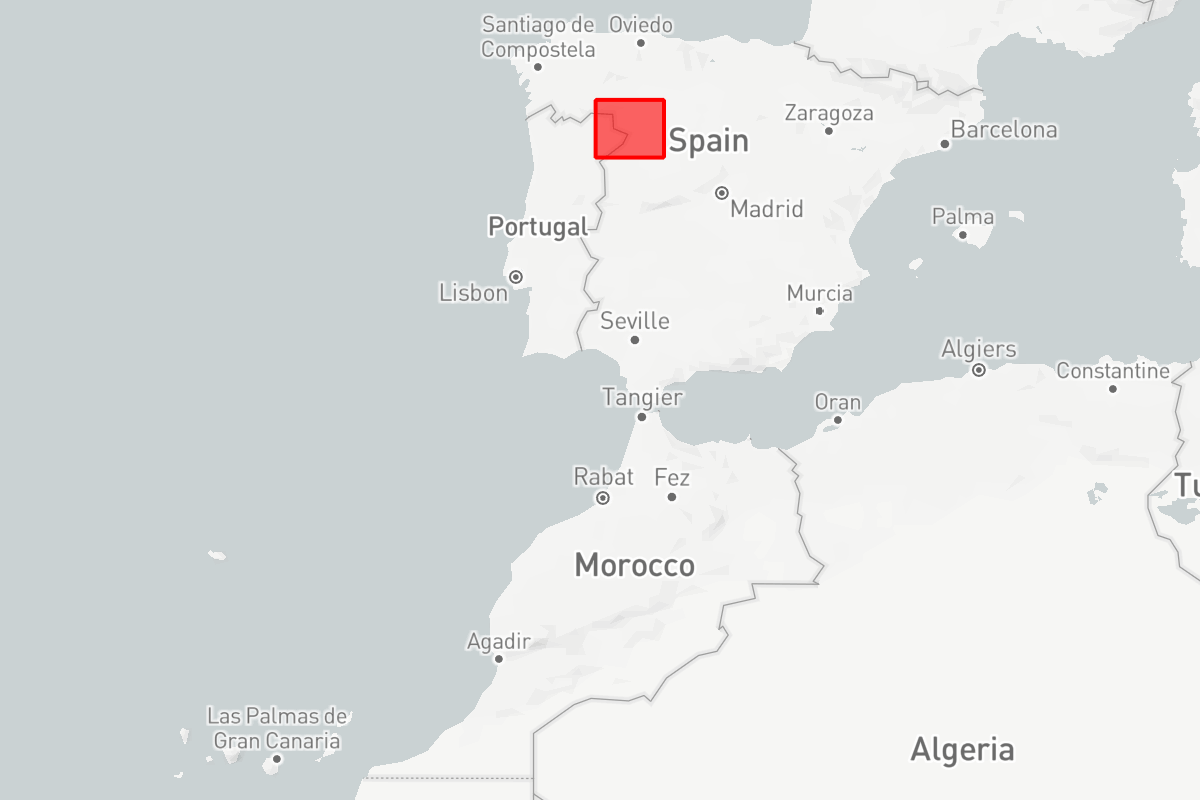 Santiago de
Compostela
Oviedo
Zaragoza
Barcelona
Spain
Madrid
Palma
Portugal
Lisbon
Murcia
Seville
Algiers
Constantine
Tangier
Oran
Rabat
Fez
Tu
Morocco
Agadir
Las Palmas de
Gran Canaria
Algeria